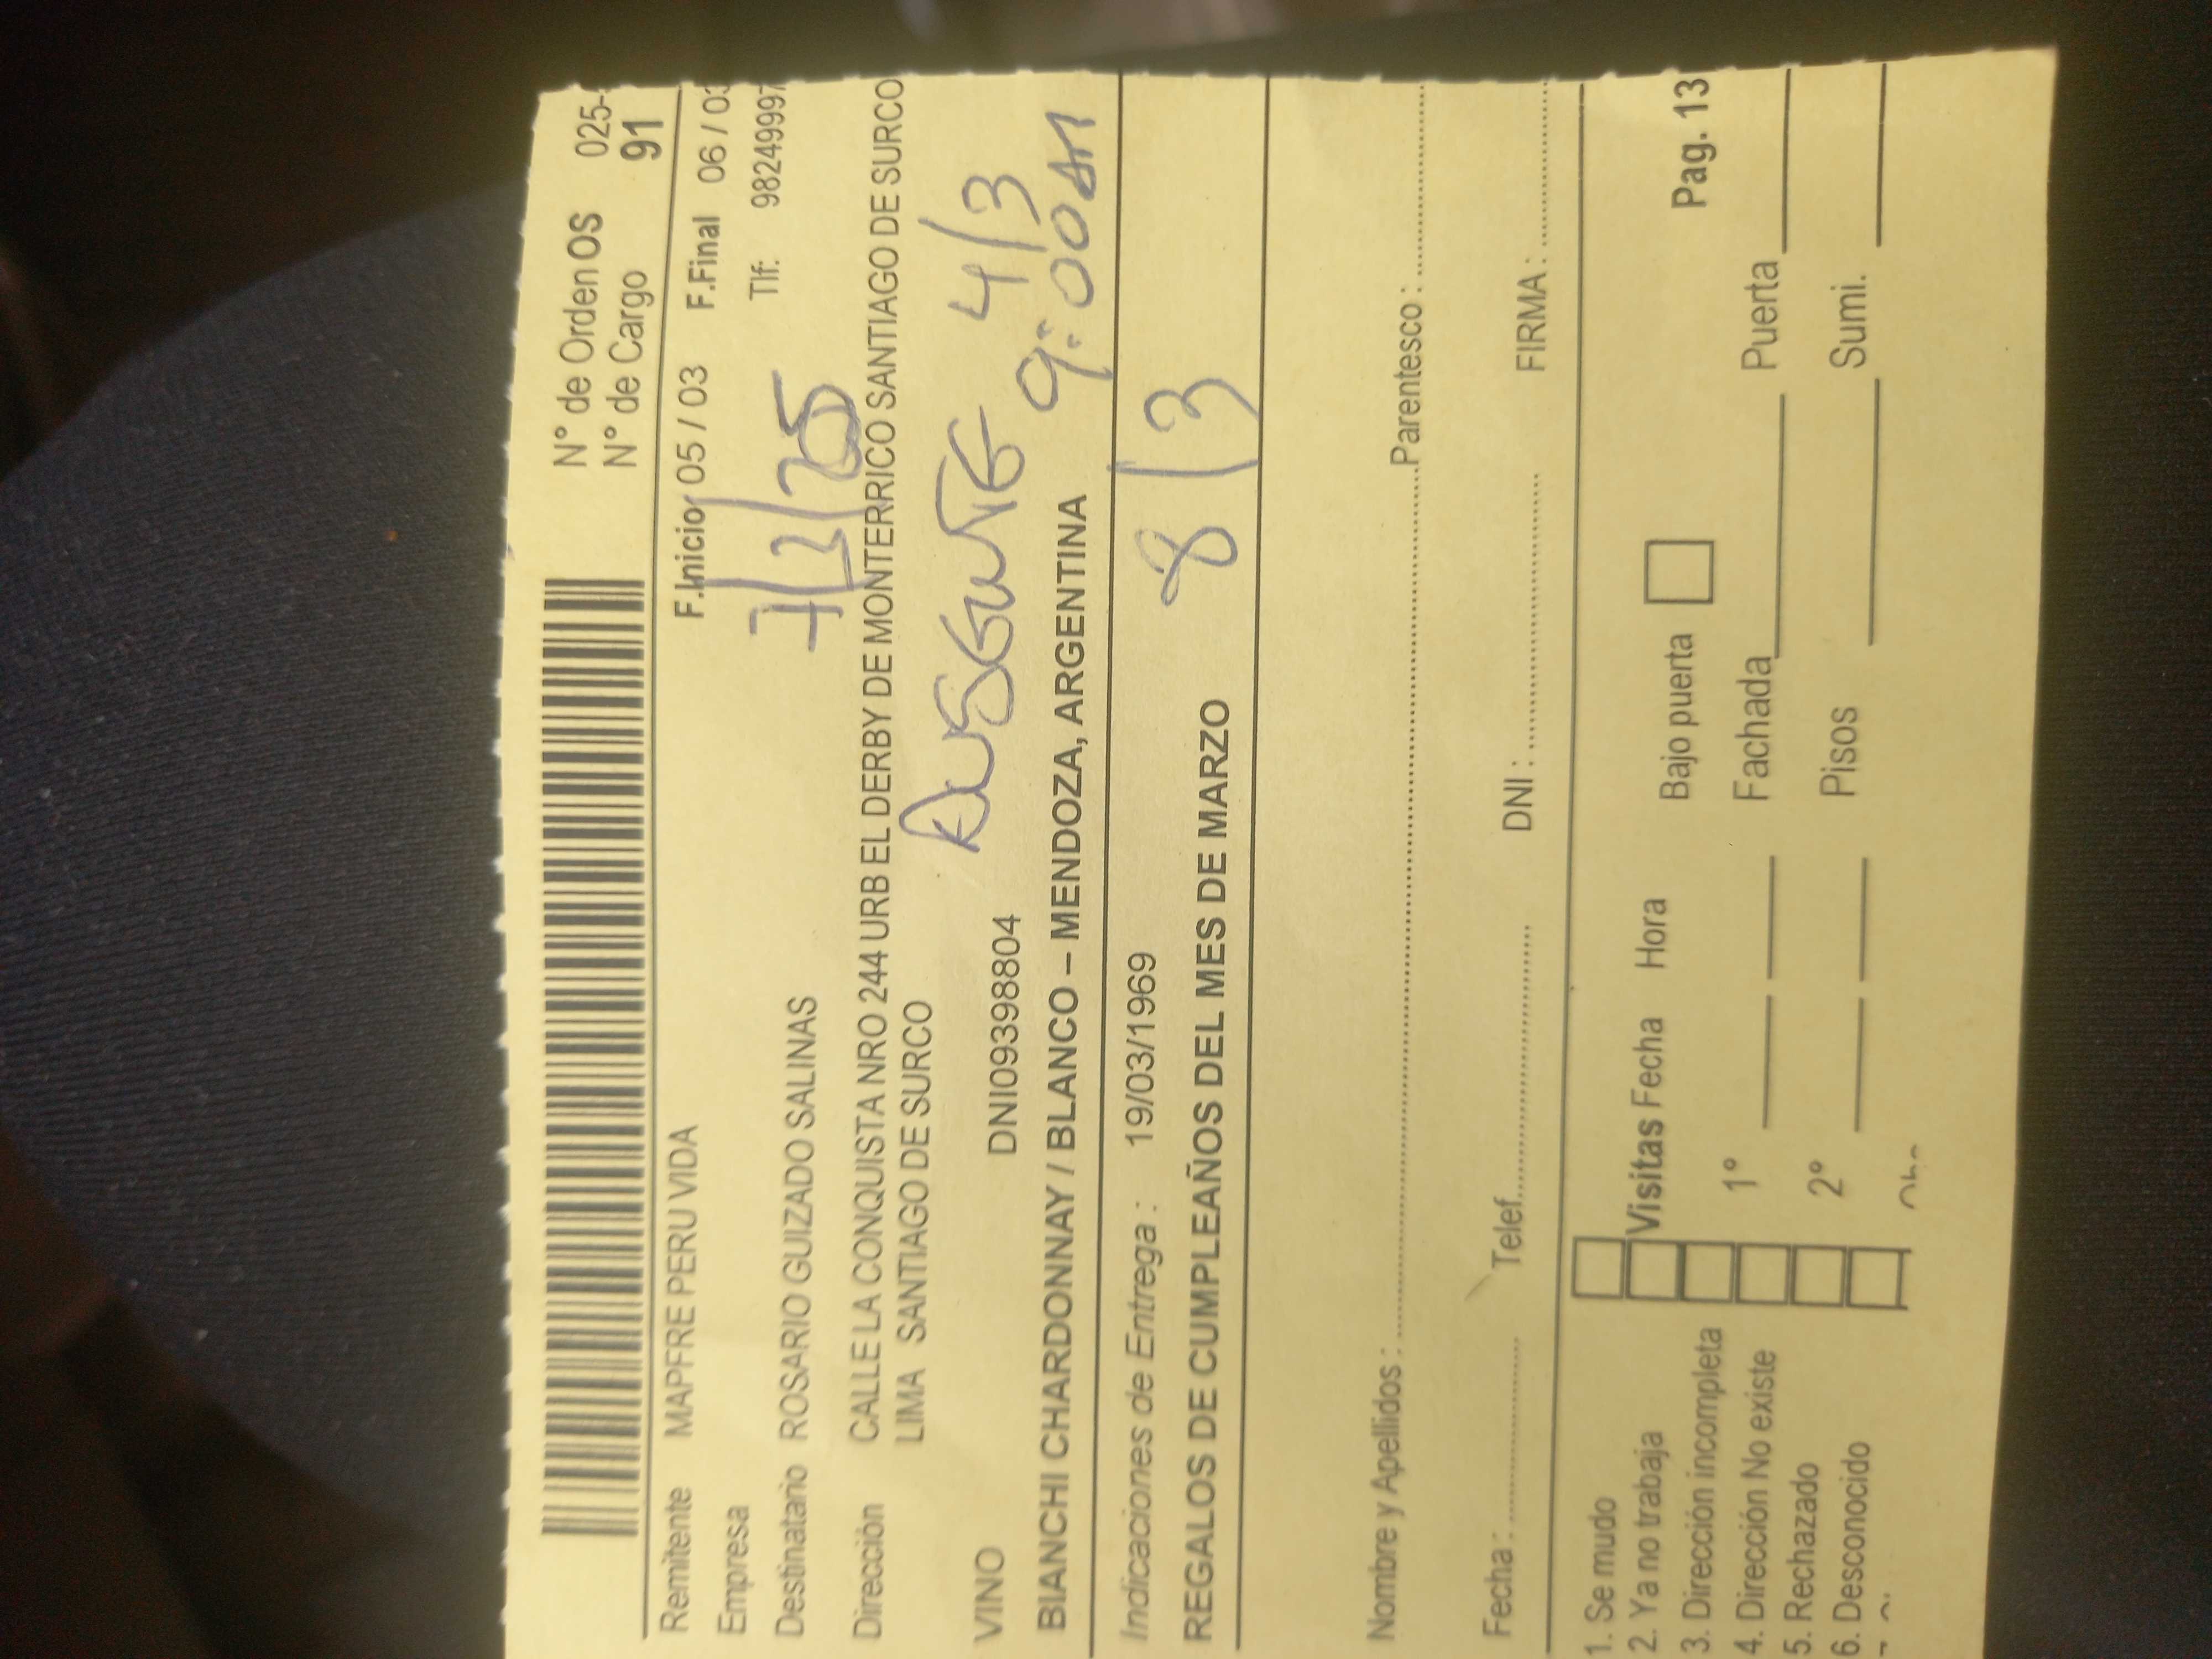 N° de Orden OS 025-
N° de Cargo 91
Remitente MAPFRE PERU VIDA F.Inicio 05 / 03 F.Final 06 / 03
Empresa Tlf: 98249997
Destinatario ROSARIO GUIZADO SALINAS
Dirección CALLE LA CONQUISTA NRO 244 URB EL DERBY DE MONTERRICO SANTIAGO DE SURCO
LIMA SANTIAGO DE SURCO
AUSENTE 4/3
9:00AM
VINO DNI09398804
BIANCHI CHARDONNAY / BLANCO – MENDOZA, ARGENTINA
Indicaciones de Entrega : 19/03/1969
8/3
REGALOS DE CUMPLEAÑOS DEL MES DE MARZO
Nombre y Apellidos : Parentesco :
Fecha : Telef. DNI : FIRMA :
1. Se mudo
2. Ya no trabaja Visitas Fecha Hora Bajo puerta Pag. 13
3. Dirección incompleta
4. Dirección No existe 1° Fachada Puerta
5. Rechazado
6. Desconocido 2° Pisos Sumi.